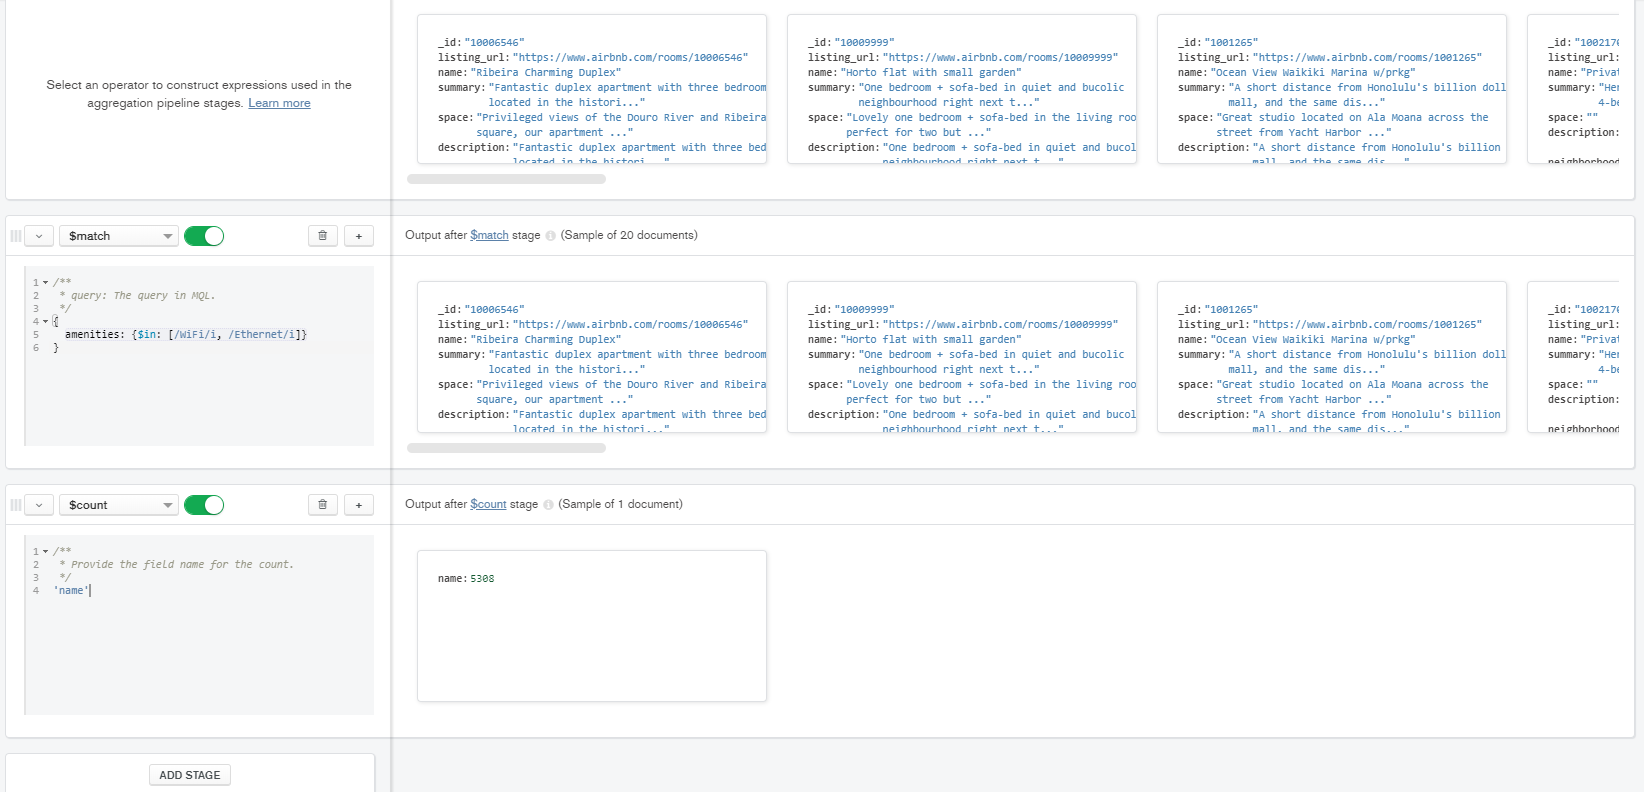 Select an operator to construct expressions used in the
aggregation pipeline stages. Learn more
_id: "10006546"
listing_url: "https://www.airbnb.com/rooms/10006546"
name: "Ribeira Charming Duplex"
summary: "Fantastic duplex apartment with three bedroom
located in the histori..."
space: "Privileged views of the Douro River and Ribeira
square, our apartment ..."
description: "Fantastic duplex apartment with three bed
located in the histori..."
_id: "10009999"
listing_url: "https://www.airbnb.com/rooms/10009999"
name: "Horto flat with small garden"
summary: "One bedroom + sofa-bed in quiet and bucolic
neighbourhood right next t..."
space: "Lovely one bedroom + sofa-bed in the living roo
perfect for two but ..."
description: "One bedroom + sofa-bed in quiet and bucol
neighbourhood right next t..."
_id: "1001265"
listing_url: "https://www.airbnb.com/rooms/1001265"
name: "Ocean View Waikiki Marina w/prkg"
summary: "A short distance from Honolulu's billion doll
mall, and the same dis..."
space: "Great studio located on Ala Moana across the
street from Yacht Harbor ..."
description: "A short distance from Honolulu's billion
mall, and the same dis..."
_id: "100217
listing_url:
name: "Privat
summary: "Her
4-be
space: ""
description:
neighborhood
$match
+
Output after $match stage (Sample of 20 documents)
1 /**
2 * query: The query in MQL.
3 */
4 {
5 amenities: {$in: [/WiFi/i, /Ethernet/i]}
6 }
_id: "10006546"
listing_url: "https://www.airbnb.com/rooms/10006546"
name: "Ribeira Charming Duplex"
summary: "Fantastic duplex apartment with three bedroom
located in the histori..."
space: "Privileged views of the Douro River and Ribeira
square, our apartment ..."
description: "Fantastic duplex apartment with three bed
located in the histori..."
_id: "10009999"
listing_url: "https://www.airbnb.com/rooms/10009999"
name: "Horto flat with small garden"
summary: "One bedroom + sofa-bed in quiet and bucolic
neighbourhood right next t..."
space: "Lovely one bedroom + sofa-bed in the living roo
perfect for two but ..."
description: "One bedroom + sofa-bed in quiet and bucol
neighbourhood right next t..."
_id: "1001265"
listing_url: "https://www.airbnb.com/rooms/1001265"
name: "Ocean View Waikiki Marina w/prkg"
summary: "A short distance from Honolulu's billion doll
mall, and the same dis..."
space: "Great studio located on Ala Moana across the
street from Yacht Harbor ..."
description: "A short distance from Honolulu's billion
mall, and the same dis..."
_id: "100217
listing_url:
name: "Privat
summary: "Her
4-be
space: ""
description:
neighborhood
$count
+
Output after $count stage (Sample of 1 document)
1 /**
2 * Provide the field name for the count.
3 */
4 'name'
name: 5308
ADD STAGE